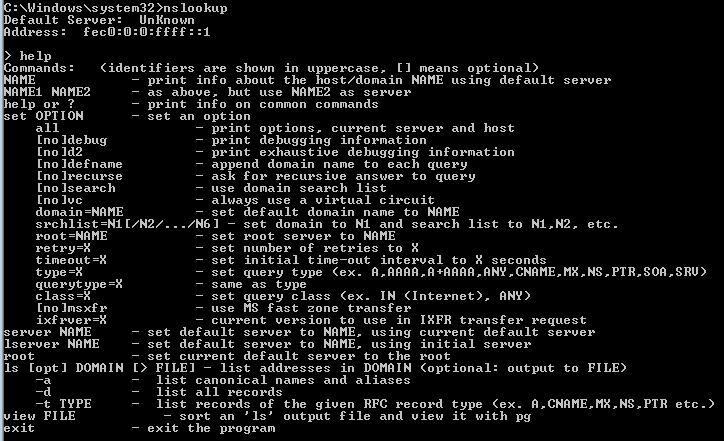 C:\Windows\system32>nslookup
Default Server:  UnKnown
Address:  fec0:0:0:ffff::1
> help
Commands:   (identifiers are shown in uppercase, [] means optional)
NAME            - print info about the host/domain NAME using default server
NAME1 NAME2     - as above, but use NAME2 as server
help or ?       - print info on common commands
set OPTION      - set an option
    all                 - print options, current server and host
    [no]debug           - print debugging information
    [no]d2              - print exhaustive debugging information
    [no]defname         - append domain name to each query
    [no]recurse         - ask for recursive answer to query
    [no]search          - use domain search list
    [no]vc              - always use a virtual circuit
    domain=NAME         - set default domain name to NAME
    srchlist=N1[/N2/.../N6] - set domain to N1 and search list to N1,N2, etc.
    root=NAME           - set root server to NAME
    retry=X             - set number of retries to X
    timeout=X           - set initial time-out interval to X seconds
    type=X              - set query type (ex. A,AAAA,A+AAAA,ANY,CNAME,MX,NS,PTR,SOA,SRV)
    querytype=X         - same as type
    class=X             - set query class (ex. IN (Internet), ANY)
    [no]msxfr           - use MS fast zone transfer
    ixfrver=X           - current version to use in IXFR transfer request
server NAME     - set default server to NAME, using current default server
lserver NAME    - set default server to NAME, using initial server
root            - set current default server to the root
ls [opt] DOMAIN [> FILE] - list addresses in DOMAIN (optional: output to FILE)
    -a          -  list canonical names and aliases
    -d          -  list all records
    -t TYPE     -  list records of the given RFC record type (ex. A,CNAME,MX,NS,PTR etc.)
view FILE           - sort an 'ls' output file and view it with pg
exit            - exit the program